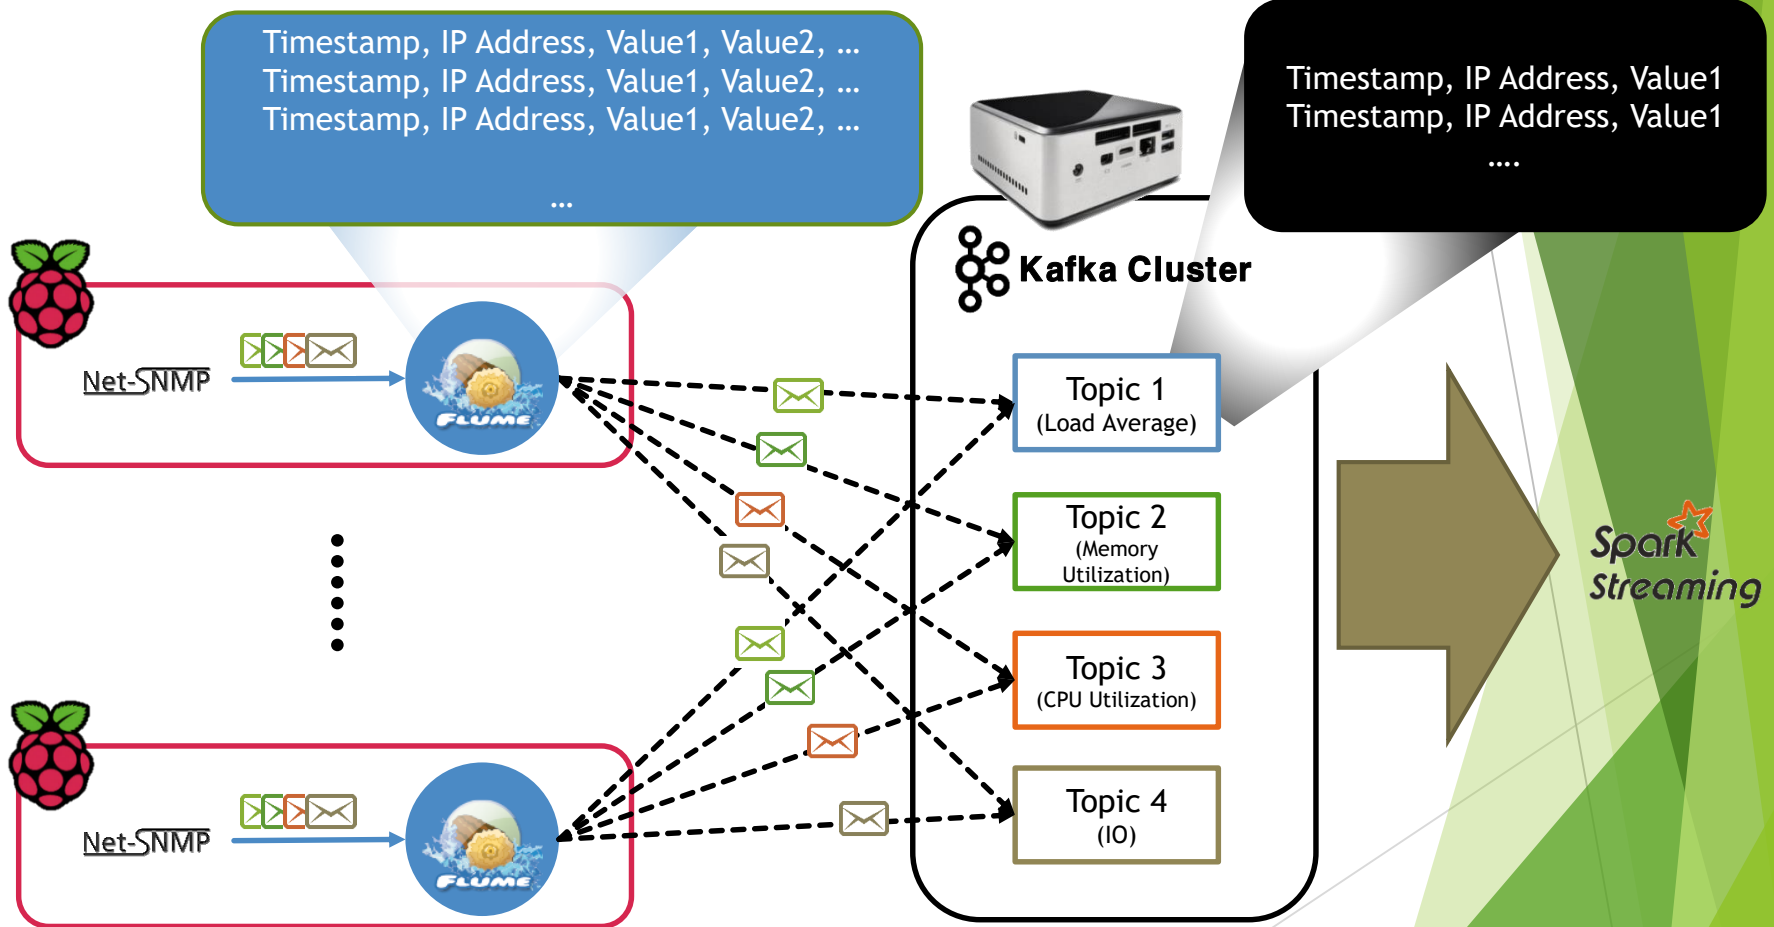 Timestamp, IP Address, Value1, Value2, …
Timestamp, IP Address, Value1, Value2, …
Timestamp, IP Address, Value1, Value2, …
…
Timestamp, IP Address, Value1
Timestamp, IP Address, Value1
….
Kafka Cluster
Net-SNMP
FLUME
Topic 1
(Load Average)
Topic 2
(Memory
Utilization)
Topic 3
(CPU Utilization)
Topic 4
(IO)
Spark
Streaming
Net-SNMP
FLUME